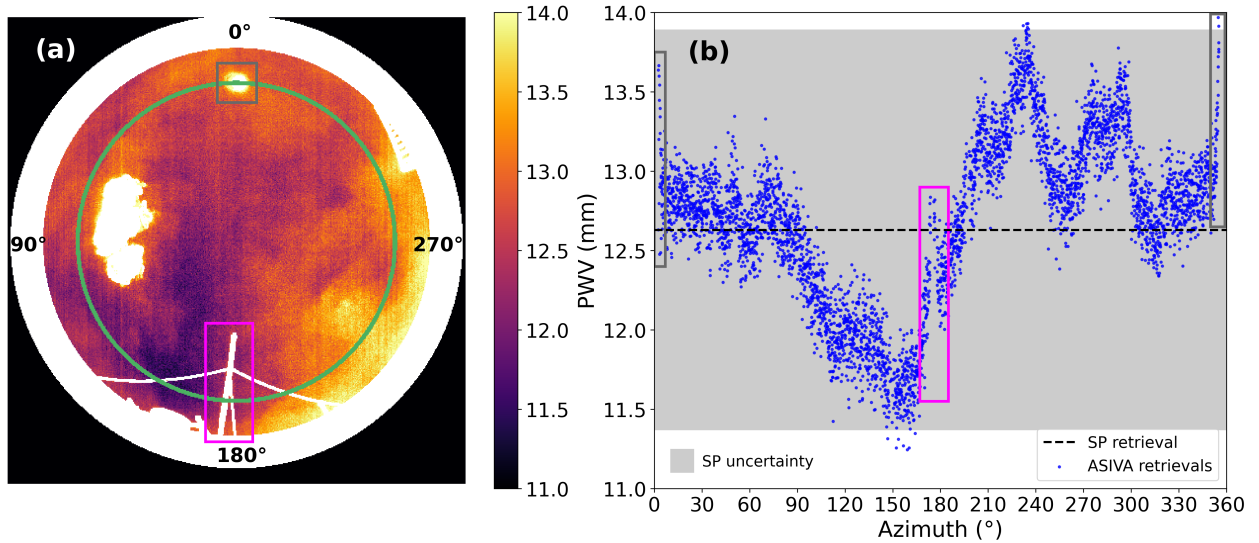 (a)
0°
90°
270°
180°
14.0
13.5
13.0
12.5
12.0
11.5
11.0
PWV (mm)
14.0
13.5
13.0
12.5
12.0
11.5
11.0
(b)
SP uncertainty
SP retrieval
ASIVA retrievals
0 30 60 90 120 150 180 210 240 270 300 330 360
Azimuth (°)